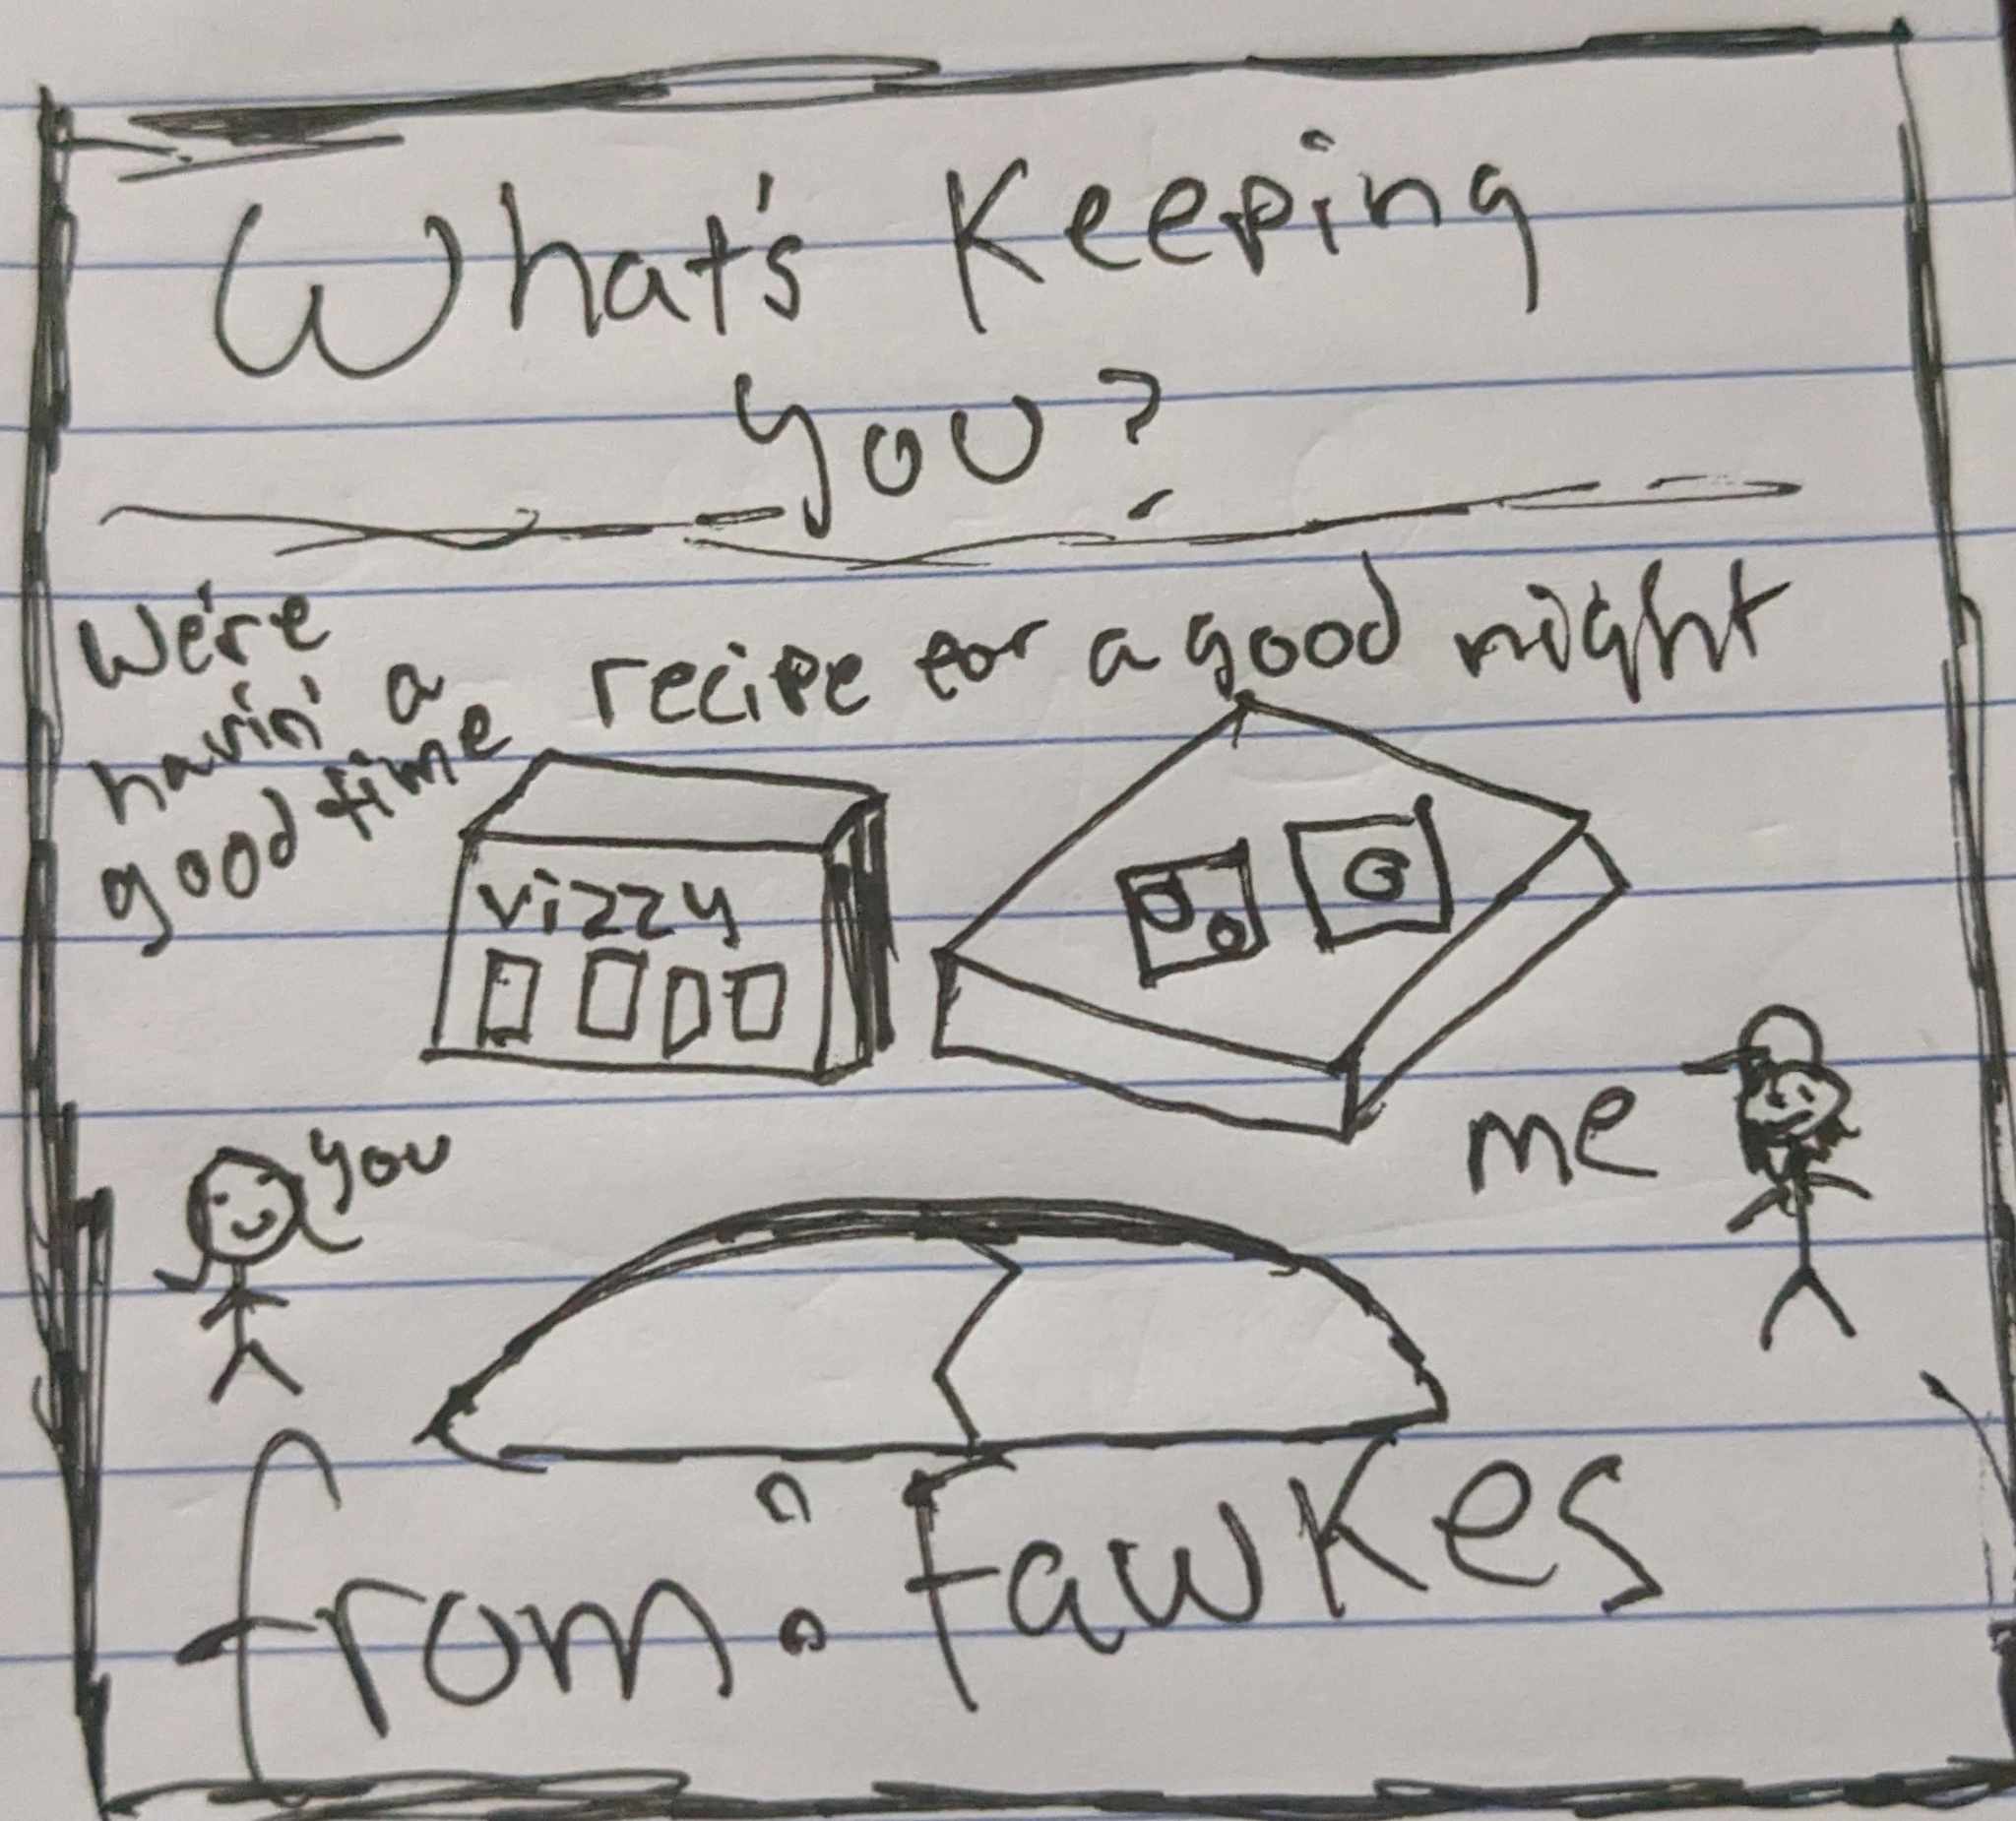 What's Keeping
you?
We're
havin' a
good time
recipe for a good night
vizzy
you
me
from: Fawkes